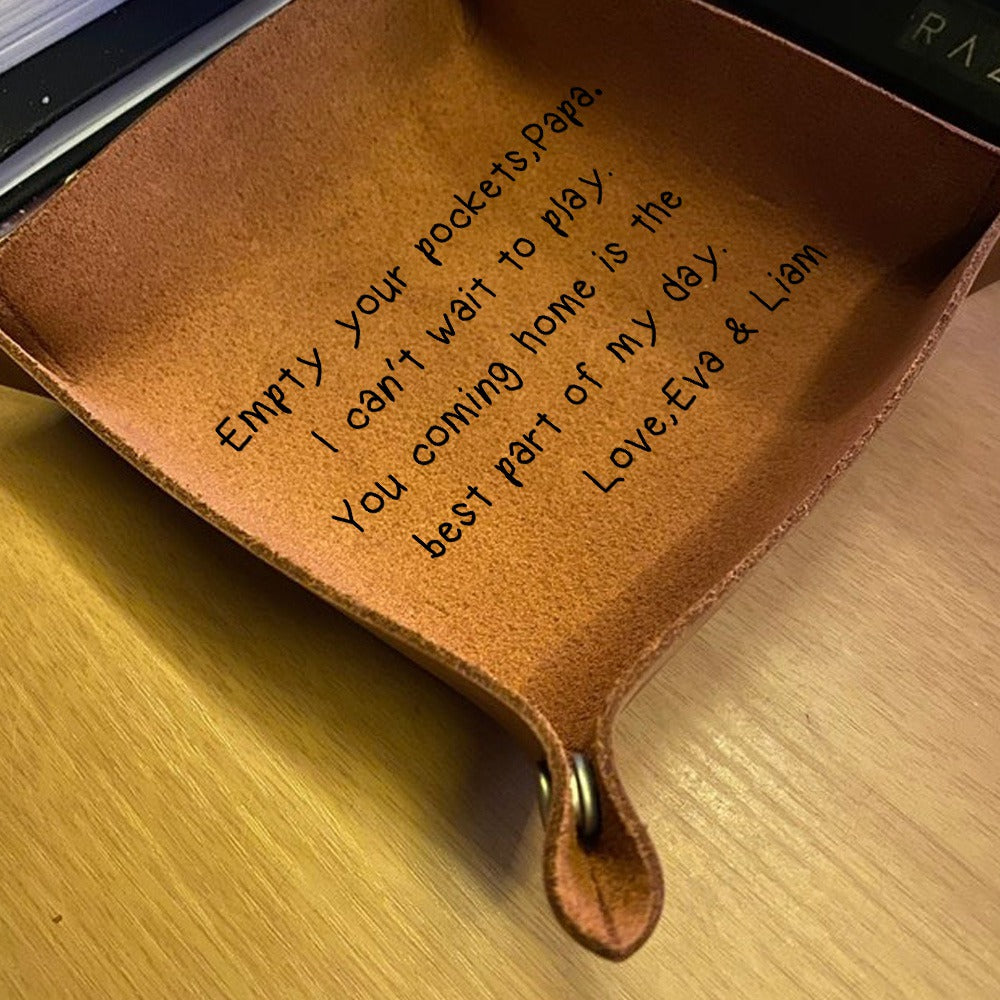 Empty your pockets,Papa.
I can't wait to play.
You coming home is the
best part of my day.
Love,Eva & Liam